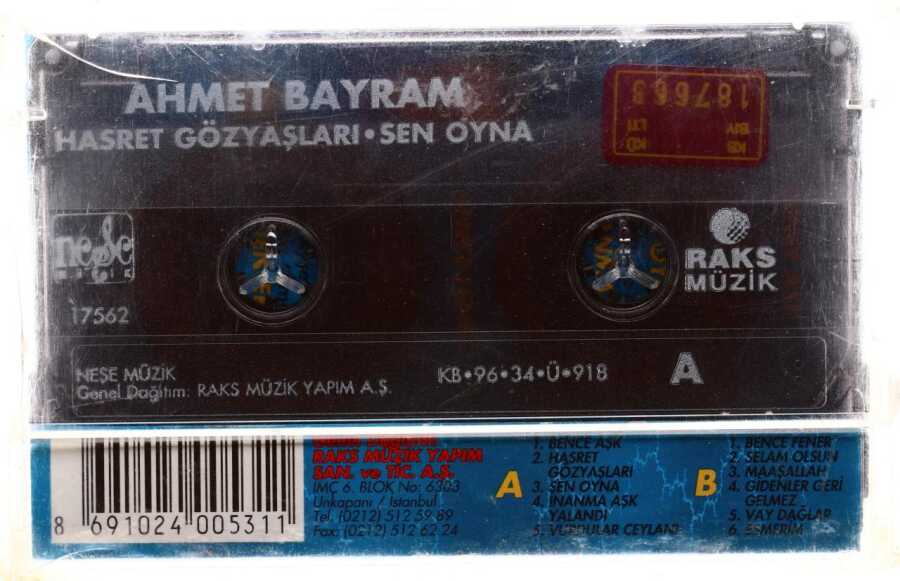 AHMET BAYRAM
HASRET GÖZYAŞLARI • SEN OYNA
187663
neşe
MÜZİK
17562
RAKS
MÜZİK
NEŞE MÜZİK
Genel Dağıtım: RAKS MÜZİK YAPIM A.Ş.
KB•96•34•Ü•918
A
8 691024 005311
RAKS MÜZİK YAPIM
SAN. ve TİC. A.Ş.
İMÇ 6. BLOK No: 6303
Unkapanı / İstanbul
Tel. (0212) 512 59 89
Fax: (0212) 512 62 24
A
1. BENCE AŞK
2. HASRET
GÖZYAŞLARI
3. SEN OYNA
4. İNANMA AŞK
YALANDI
5. VURDULAR CEYLANI
B
1. BENCE FENER
2. SELAM OLSUN
3. MAAŞALLAH
4. GİDENLER GERİ
GELMEZ
5. VAY DAĞLAR
6. ESMERİM